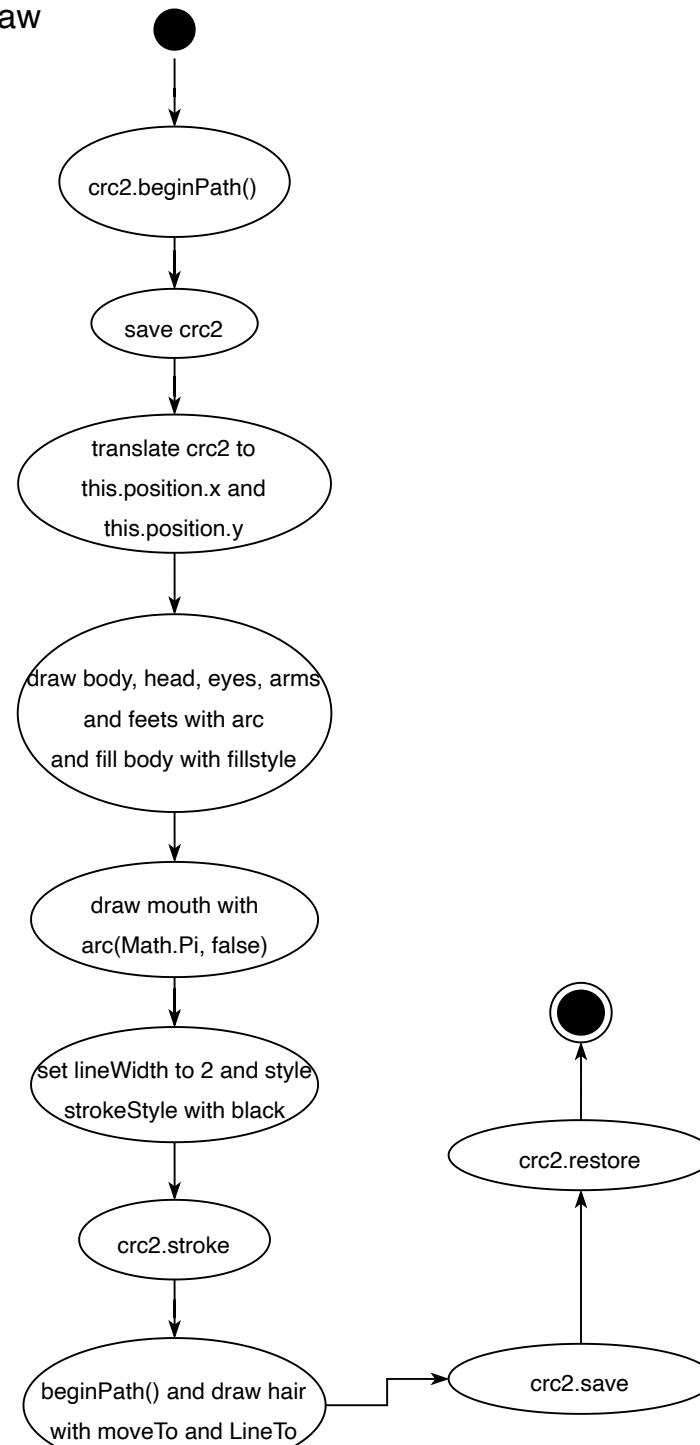 aw
crc2.beginPath()
save crc2
translate crc2 to
this.position.x and
this.position.y
draw body, head, eyes, arms
and feets with arc
and fill body with fillstyle
draw mouth with
arc(Math.Pi, false)
set lineWidth to 2 and style
strokeStyle with black
crc2.stroke
beginPath() and draw hair
with moveTo and LineTo
crc2.save
crc2.restore